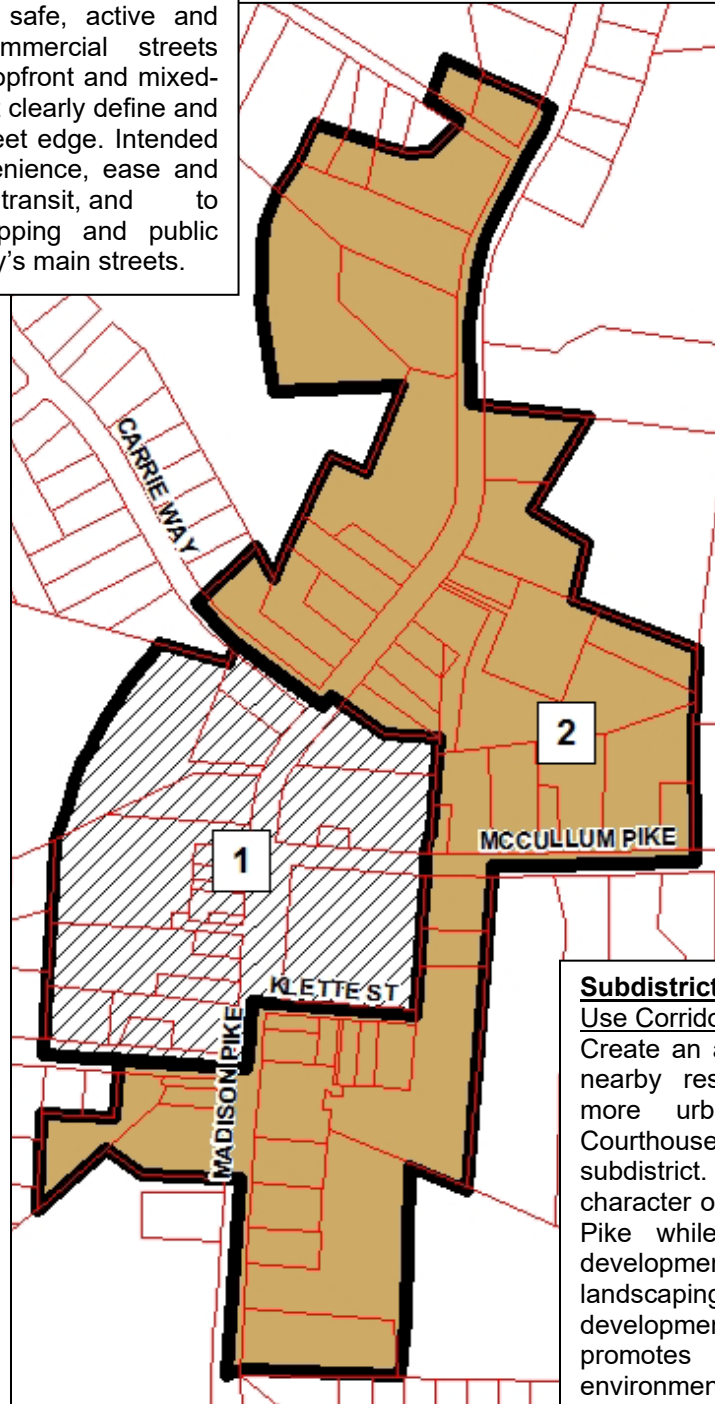 safe, active and
mmercial streets
opfront and mixed-
clearly define and
eet edge. Intended
enience, ease and
transit, and to
pping and public
y's main streets.
CARRIE WAY
2
MCCULLUM PIKE
1
KLETTE ST
MADISON PIKE
Subdistrict
Use Corrido
Create an a
nearby res
more urb
Courthouse
subdistrict.
character o
Pike while
developmen
landscaping
developmen
promotes
environmen